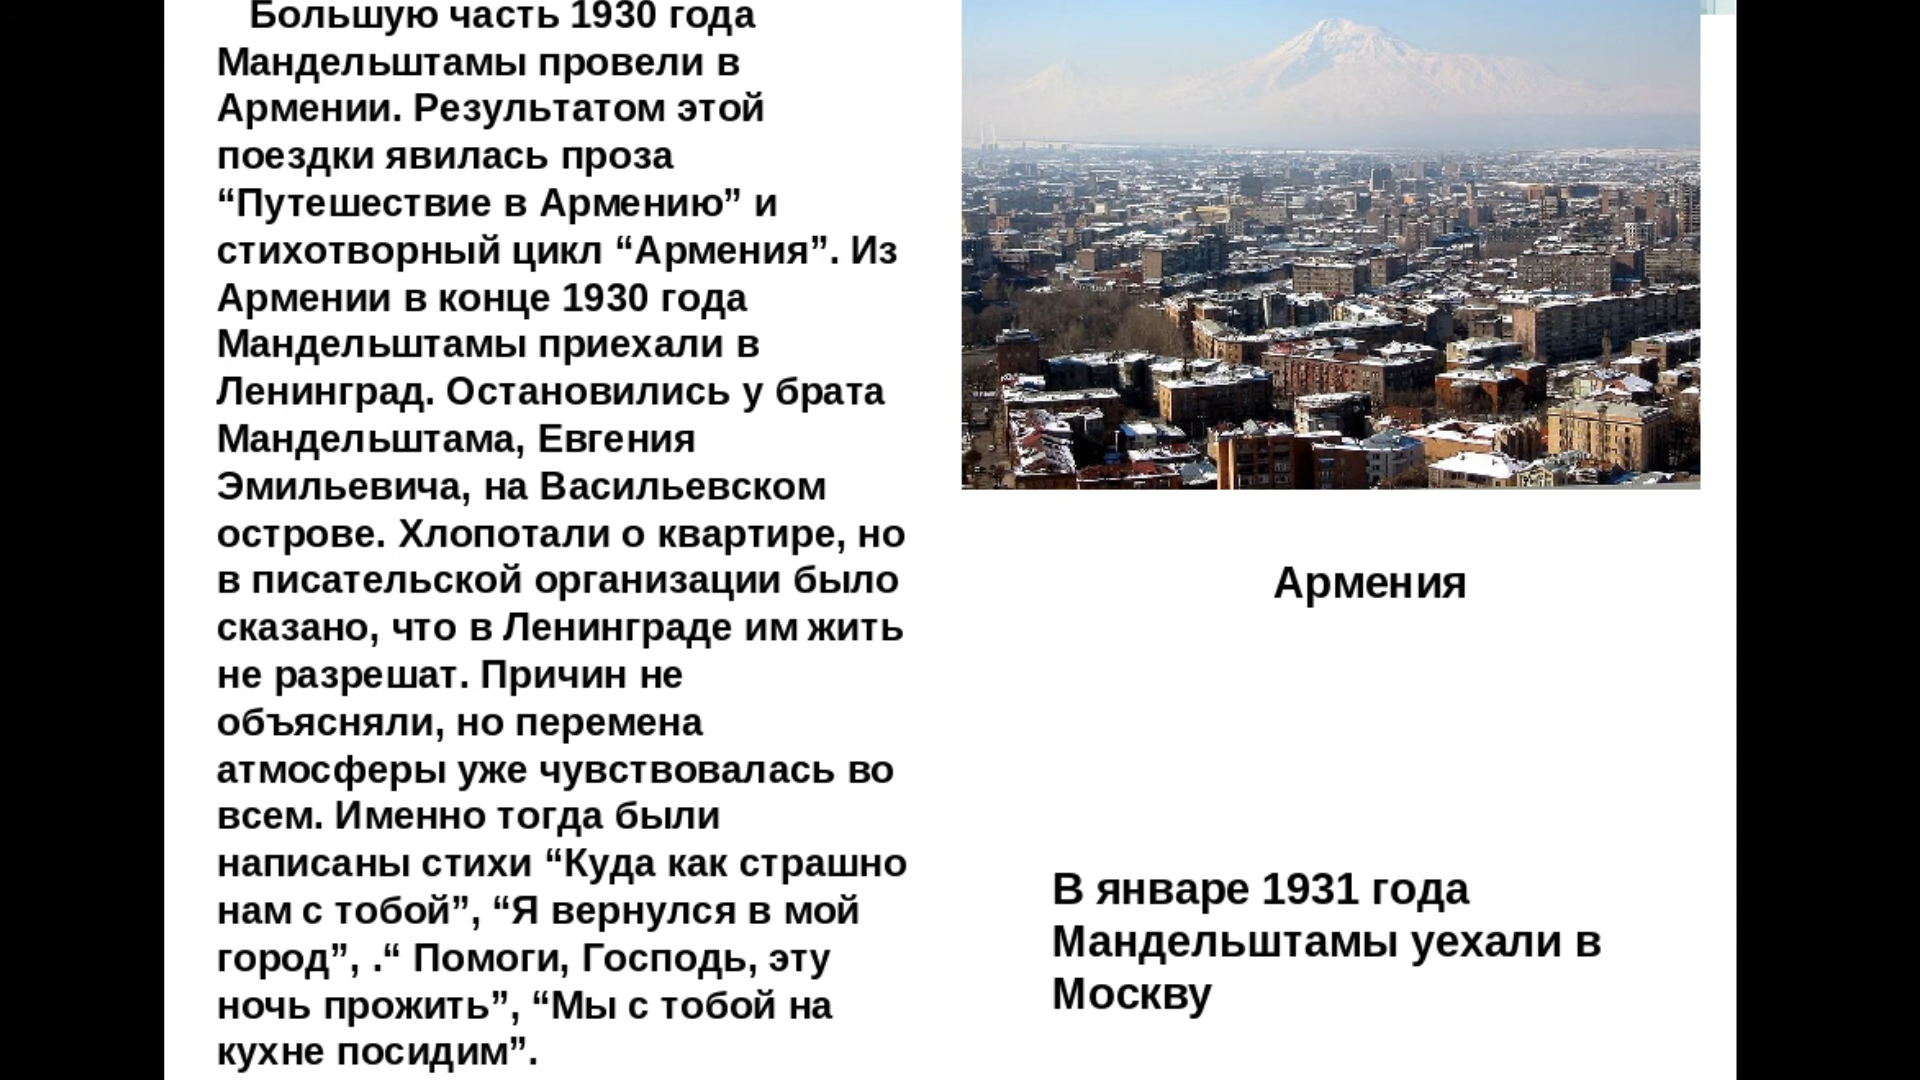 Большую часть 1930 года
Мандельштамы провели в
Армении. Результатом этой
поездки явилась проза
“Путешествие в Армению” и
стихотворный цикл “Армения”. Из
Армении в конце 1930 года
Мандельштамы приехали в
Ленинград. Остановились у брата
Мандельштама, Евгения
Эмильевича, на Васильевском
острове. Хлопотали о квартире, но
в писательской организации было
сказано, что в Ленинграде им жить
не разрешат. Причин не
объясняли, но перемена
атмосферы уже чувствовалась во
всем. Именно тогда были
написаны стихи “Куда как страшно
нам с тобой”, “Я вернулся в мой
город”, .“ Помоги, Господь, эту
ночь прожить”, “Мы с тобой на
кухне посидим”.
Армения
В январе 1931 года
Мандельштамы уехали в
Москву